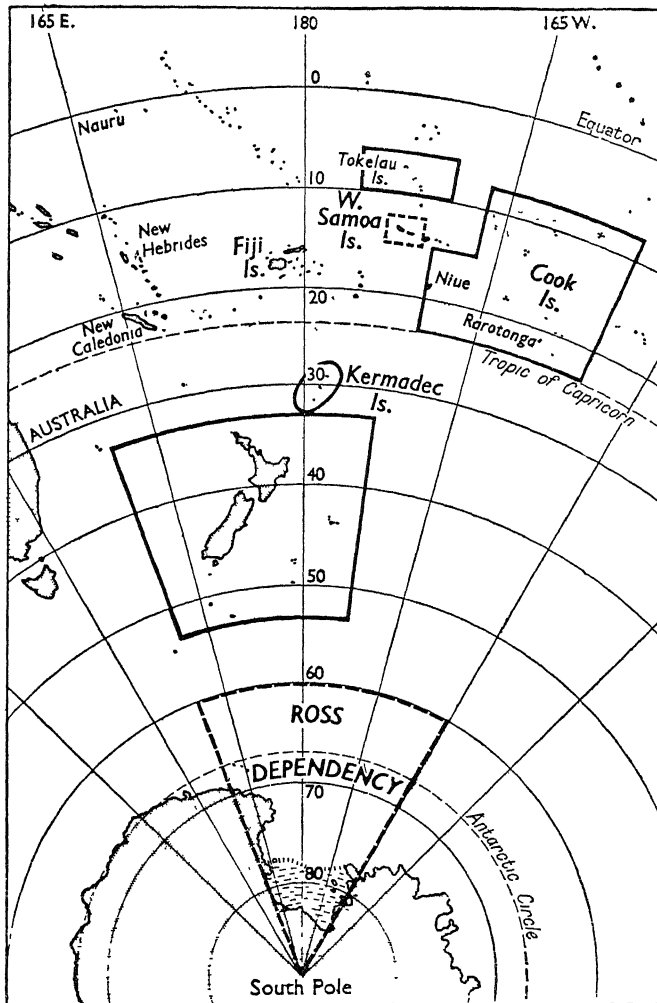 165 E.
180
165 W.
0
Equator
Nauru
Tokelau
Is.
10
W.
Samoa
Is.
New
Hebrides
Fiji
Is.
Niue
Cook
Is.
20
New
Caledonia
Rarotonga
Tropic of Capricorn
30
Kermadec
Is.
AUSTRALIA
40
50
60
ROSS
DEPENDENCY
70
Antarctic Circle
80
South Pole